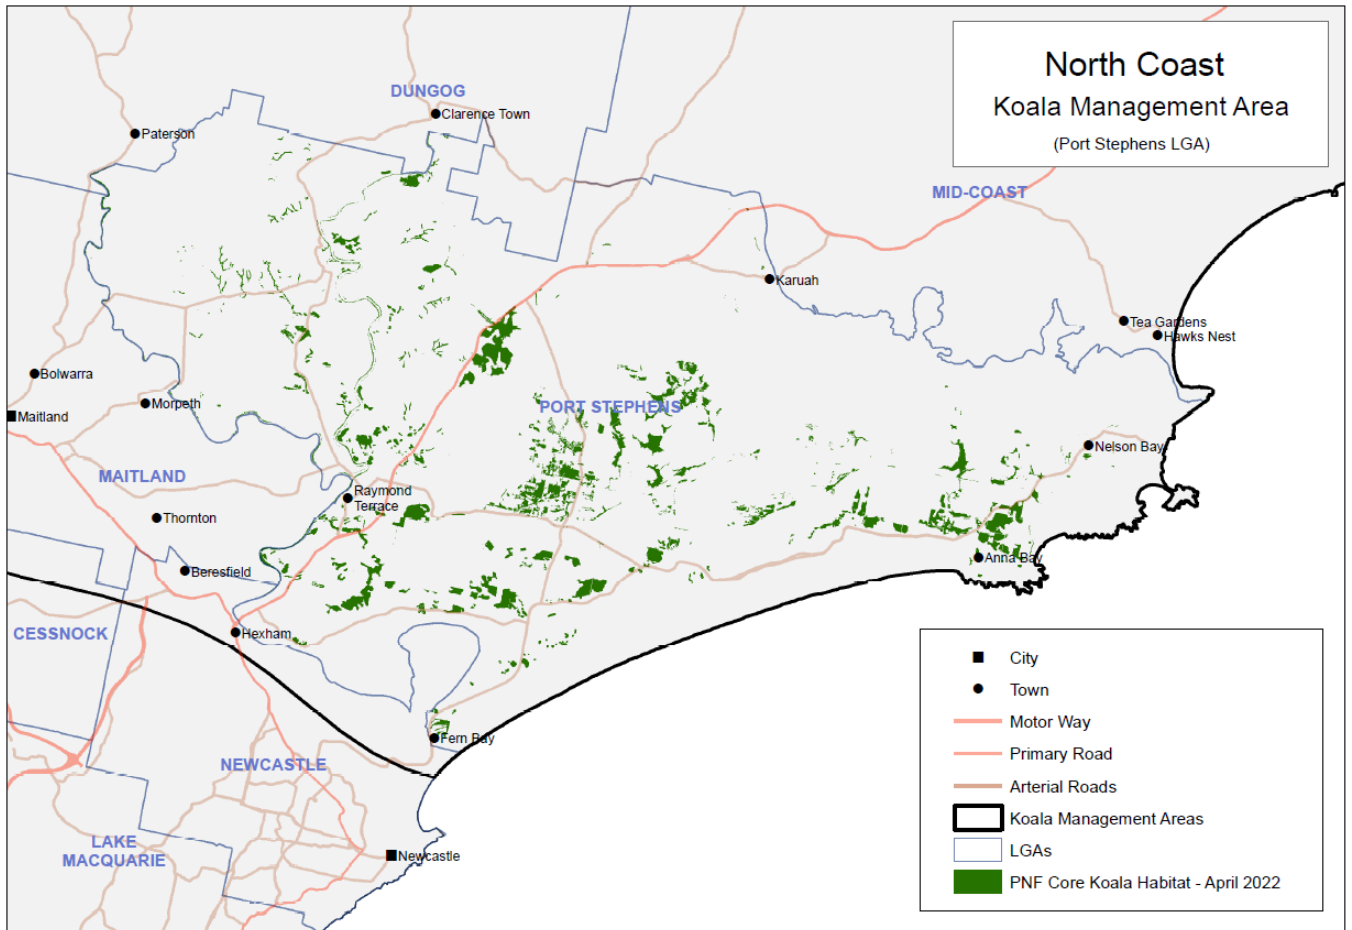 North Coast
Koala Management Area
(Port Stephens LGA)
DUNGOG
Clarence Town
Paterson
MID-COAST
Karuah
Tea Gardens
Hawks Nest
Bolwarra
Morpeth
Maitland
PORT STEPHENS
Nelson Bay
MAITLAND
Raymond
Terrace
Thornton
Anna Bay
Beresfield
CESSNOCK
Hexham
Fern Bay
NEWCASTLE
LAKE
MACQUARIE
Newcastle
City
Town
Motor Way
Primary Road
Arterial Roads
Koala Management Areas
LGAs
PNF Core Koala Habitat - April 2022